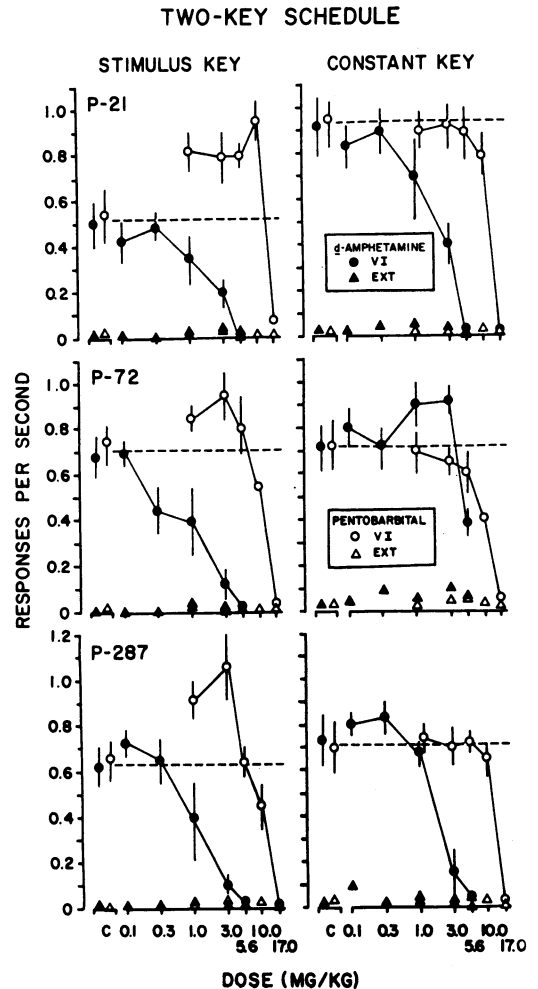 TWO-KEY SCHEDULE
STIMULUS KEY
CONSTANT KEY
RESPONSES PER SECOND
P-21
1.0
0.8
0.6
0.4
0.2
0
d-AMPHETAMINE
● VI
▲ EXT
P-72
1.0
0.8
0.6
0.4
0.2
0
PENTOBARBITAL
○ VI
△ EXT
P-287
1.2
1.0
0.8
0.6
0.4
0.2
0
C 0.1 0.3 1.0 3.0 10.0
5.6 17.0
C 0.1 0.3 1.0 3.0 10.0
5.6 17.0
DOSE (MG/KG)